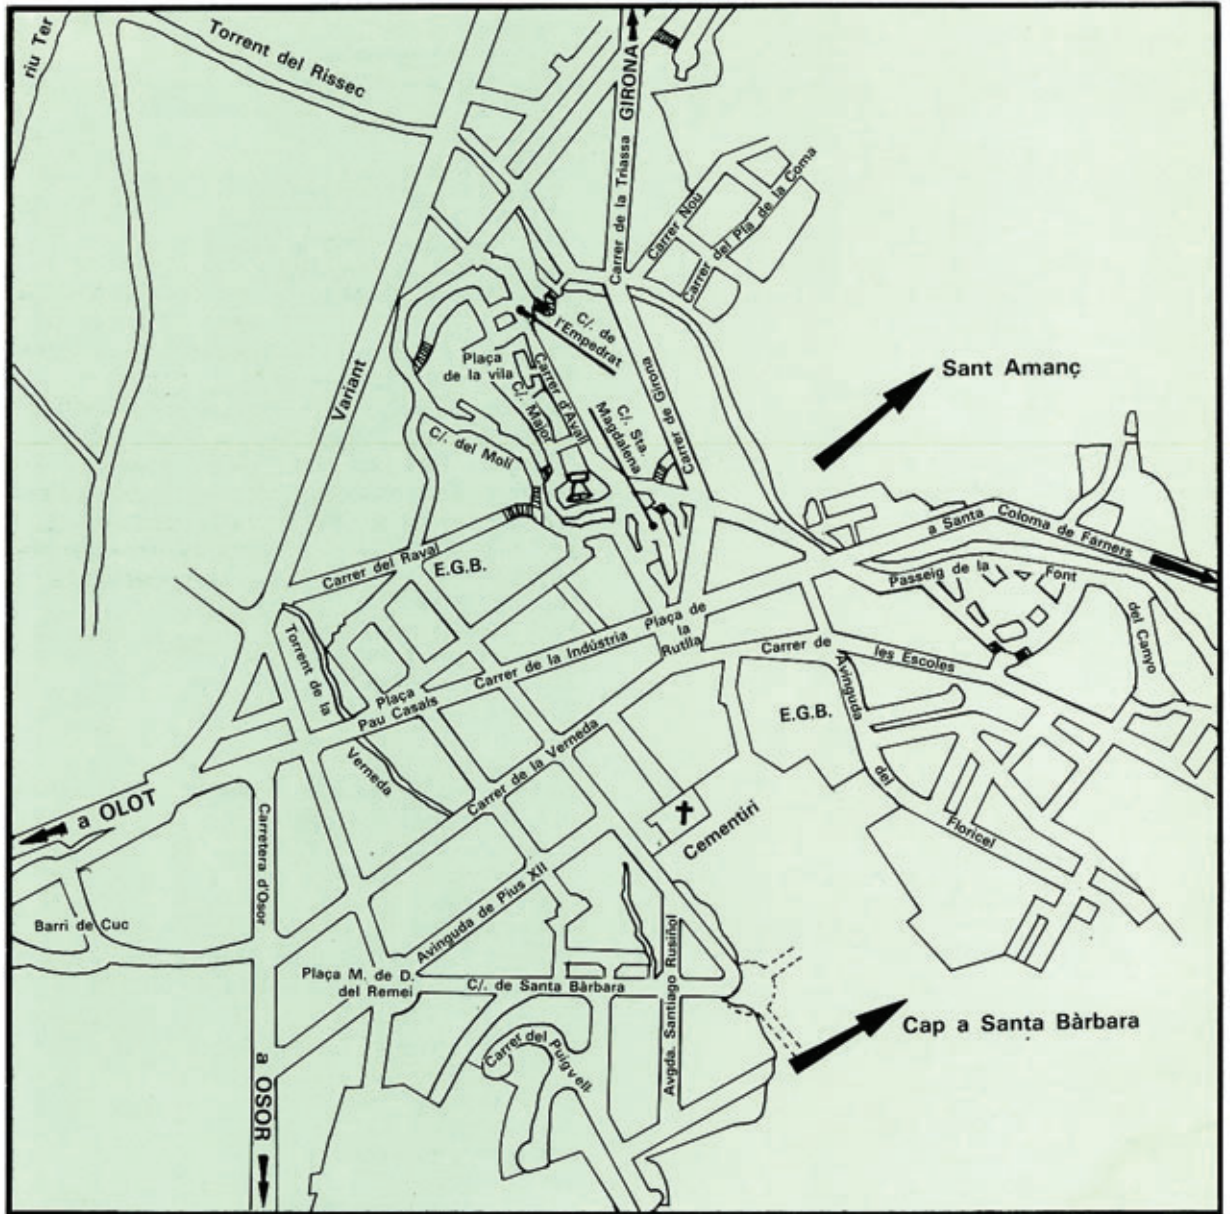 riu Ter
Torrent del Rissec
GIRONA
Carrer de la Triassa
Carrer Nou
Carrer del Pla de la Coma
Variant
C/. de
l'Empedrat
Plaça
de la vila
Carrer d'Avall
C/. Major
C/. Sta.
Magdalena
Carrer de Girona
C/. del Molí
Sant Amanç
a Santa Coloma de Farners
Carrer del Raval
E.G.B.
Passeig de la Font
del Canyo
Torrent de la
Verneda
Plaça
Pau Casals
Carrer de la Indústria
Plaça de
la
Rutlla
Carrer de les Escoles
Avinguda del Floricel
E.G.B.
Carrer de la Verneda
a OLOT
Carretera d'Osor
Cementiri
Barri de Cuc
Avinguda de Pius XII
Plaça M. de D.
del Remei
C/. de Santa Bàrbara
Avgda. Santiago Rusiñol
Cap a Santa Bàrbara
Carrer del Puigvell
a OSOR